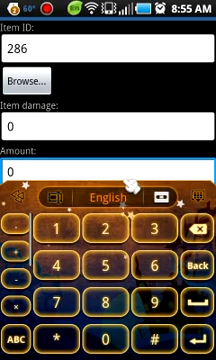 60° 8:55 AM
Item ID:
286
Browse...
Item damage:
0
Amount:
0
English
. 1 2 3
+ 4 5 6 Back
- 7 8 9
ABC * 0 #